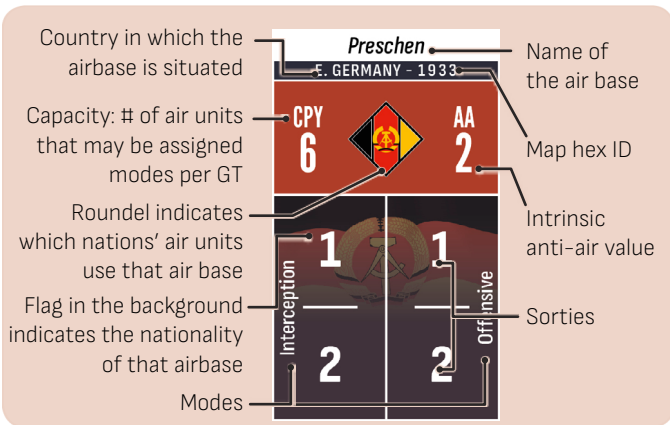 Country in which the
airbase is situated
Capacity: # of air units
that may be assigned
modes per GT
Roundel indicates
which nations' air units
use that air base
Flag in the background
indicates the nationality
of that airbase
Modes
Preschen
E. GERMANY - 1933
CPY
6
AA
2
Interception
1
2
1
2
Offensive
Name of
the air base
Map hex ID
Intrinsic
anti-air value
Sorties